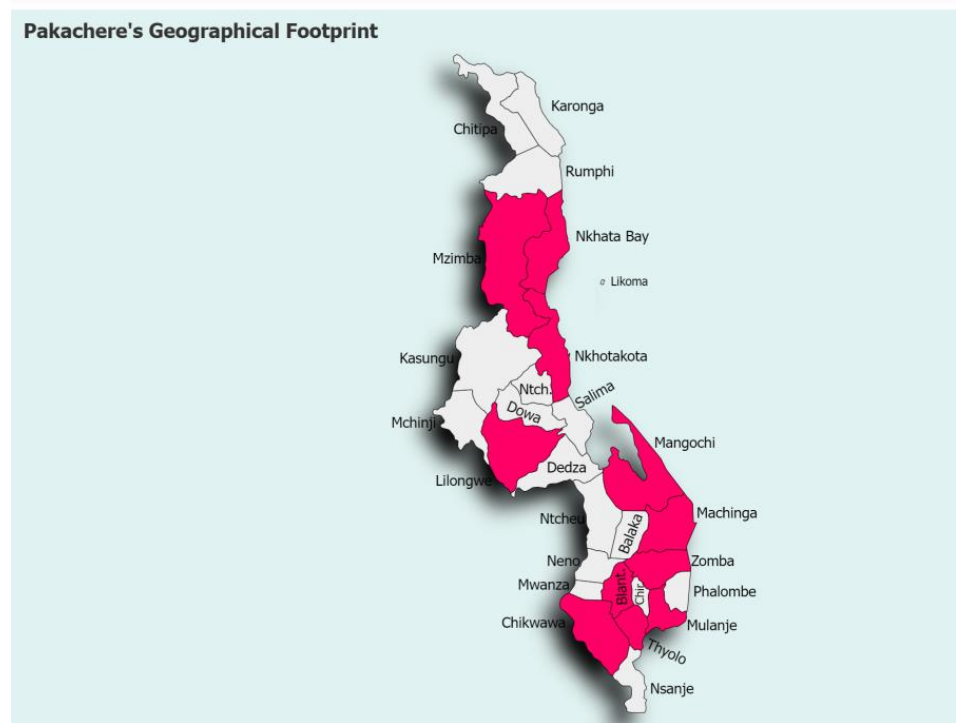 Pakachere's Geographical Footprint
Karonga
Chitipa
Rumphi
Nkhata Bay
Mzimba
Likoma
Kasungu
Nkhotakota
Ntch.
Salima
Dowa
Mchinji
Mangochi
Dedza
Lilongwe
Machinga
Ntcheu
Balaka
Neno
Zomba
Mwanza
Blant.
Chir.
Phalombe
Chikwawa
Mulanje
Thyolo
Nsanje